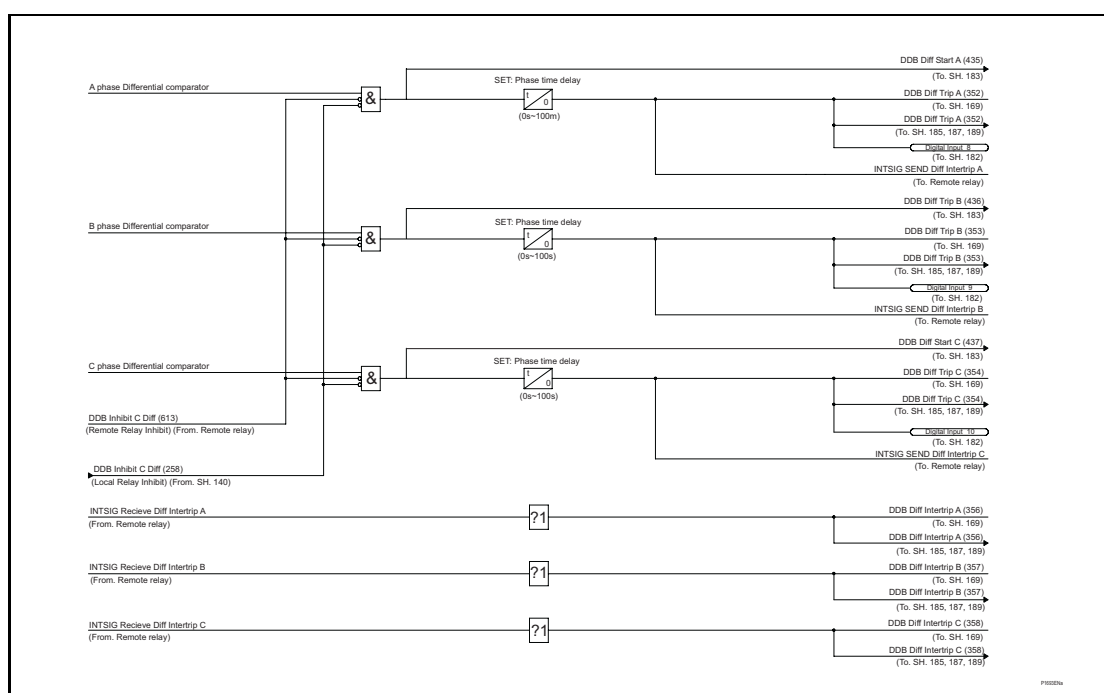 DDB Diff Start A (435)
(To SH. 183)
SET: Phase time delay
A phase Differential comparator
&
t
0
(0s~100m)
DDB Diff Trip A (352)
(To SH. 169)
DDB Diff Trip A (352)
(To SH. 185, 187, 189)
Digital Input 8
(To. SH. 182)
INTSIG SEND Diff Intertrip A
(To. Remote relay)
DDB Diff Trip B (436)
(To SH. 183)
SET: Phase time delay
B phase Differential comparator
&
t
0
(0s~100s)
DDB Diff Trip B (353)
(To. SH. 169)
DDB Diff Trip B (353)
(To. SH. 185, 187, 189)
Digital Input 9
(To. SH. 182)
INTSIG SEND Diff Intertrip B
(To. Remote relay)
DDB Diff Start C (437)
(To SH. 183)
SET: Phase time delay
C phase Differential comparator
&
t
0
(0s~100s)
DDB Diff Trip C (354)
(To SH. 169)
DDB Diff Trip C (354)
(To. SH. 185, 187, 189)
Digital Input 10
(To. SH. 182)
INTSIG SEND Diff Intertrip C
(To Remote relay)
DDB Inhibit C Diff (613)
(Remote Relay Inhibit) (From. Remote relay)
DDB Inhibit C Diff (258)
(Local Relay Inhibit) (From. SH. 140)
INTSIG Recieve Diff Intertrip A
(From. Remote relay)
?1
DDB Diff Intertrip A (356)
(To: SH. 169)
DDB Diff Intertrip A (356)
(To. SH. 185, 187, 189)
INTSIG Recieve Diff Intertrip B
(From. Remote relay)
?1
DDB Diff Intertrip B (357)
(To SH. 169)
DDB Diff Intertrip B (357)
(To. SH. 185, 187, 189)
INTSIG Recieve Diff Intertrip C
(From. Remote relay)
?1
DDB Diff Intertrip C (358)
(To: SH. 169)
DDB Diff Intertrip C (358)
(To. SH. 185, 187, 189)